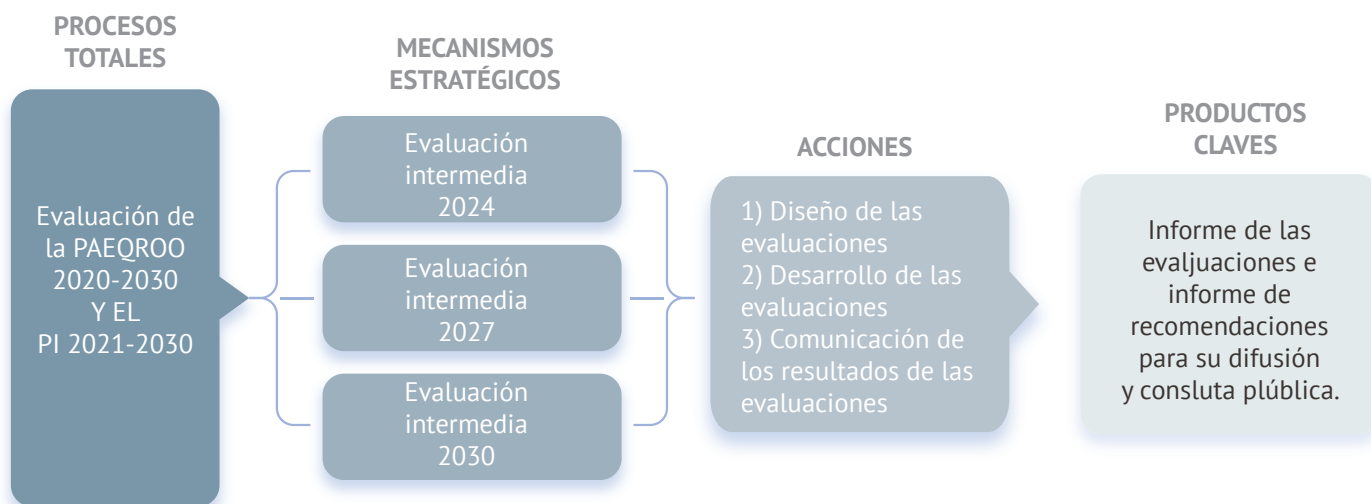 PROCESOS
TOTALES
Evaluación de
la PAEQROO
2020-2030
Y EL
PI 2021-2030
MECANISMOS
ESTRATÉGICOS
Evaluación
intermedia
2024
Evaluación
intermedia
2027
Evaluación
intermedia
2030
ACCIONES
1) Diseño de las
evaluaciones
2) Desarrollo de las
evaluaciones
3) Comunicación de
los resultados de las
evaluaciones
PRODUCTOS
CLAVES
Informe de las
evaljuaciones e
informe de
recomendaciones
para su difusión
y consluta plública.